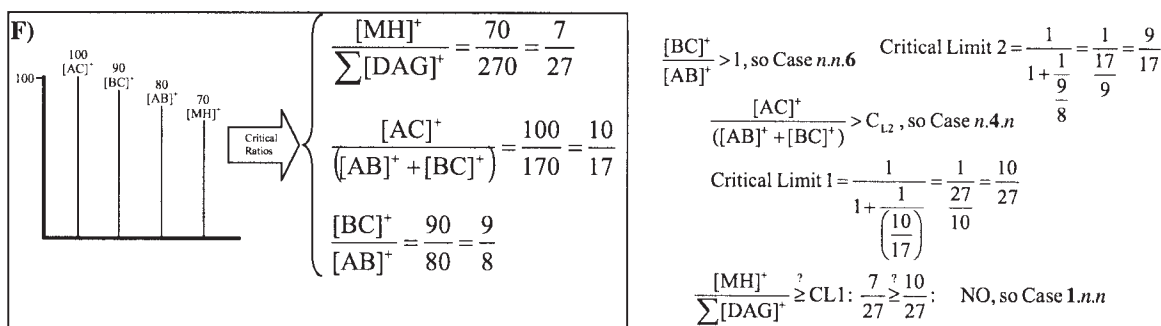 F)
100
100
[AC]⁺
90
[BC]⁺
80
[AB]⁺
70
[MH]⁺
Critical
Ratios
[MH]⁺ / ∑[DAG]⁺ = 70/270 = 7/27
[AC]⁺ / ([AB]⁺ + [BC]⁺) = 100/170 = 10/17
[BC]⁺ / [AB]⁺ = 90/80 = 9/8
[BC]⁺ / [AB]⁺ > 1, so Case n.n.6
Critical Limit 2 = 1 / (1 + 1/(9/8)) = 1/(17/9) = 9/17
[AC]⁺ / ([AB]⁺ + [BC]⁺) > C_L2, so Case n.4.n
Critical Limit 1 = 1 / (1 + 1/(10/17)) = 1/(27/10) = 10/27
[MH]⁺ / ∑[DAG]⁺ ≥? CL1: 7/27 ≥? 10/27: NO, so Case 1.n.n